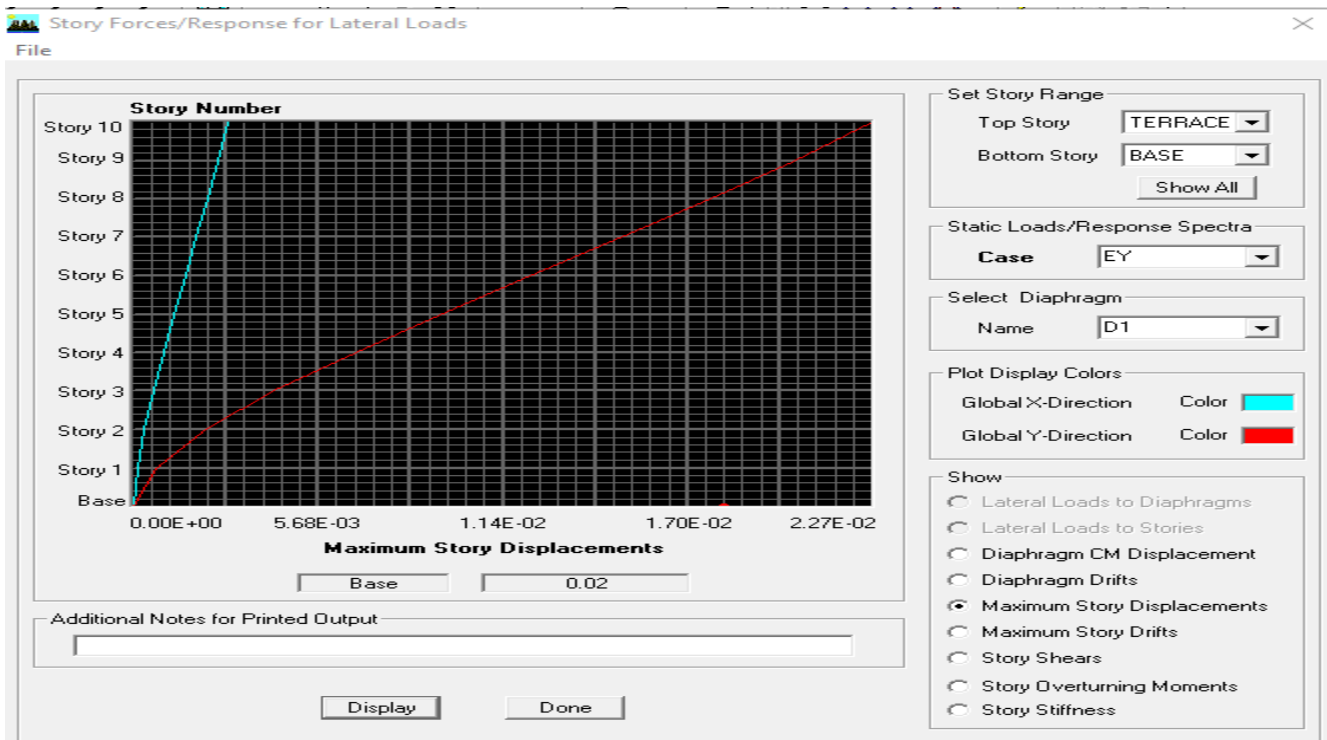 Story Forces/Response for Lateral Loads
File
Story Number
Story 10
Story 9
Story 8
Story 7
Story 6
Story 5
Story 4
Story 3
Story 2
Story 1
Base
0.00E+00 5.68E-03 1.14E-02 1.70E-02 2.27E-02
Maximum Story Displacements
Base 0.02
Additional Notes for Printed Output
Display Done
Set Story Range
Top Story TERRACE
Bottom Story BASE
Show All
Static Loads/Response Spectra
Case EY
Select Diaphragm
Name D1
Plot Display Colors
Global X-Direction Color
Global Y-Direction Color
Show
Lateral Loads to Diaphragms
Lateral Loads to Stories
Diaphragm CM Displacement
Diaphragm Drifts
Maximum Story Displacements
Maximum Story Drifts
Story Shears
Story Overturning Moments
Story Stiffness